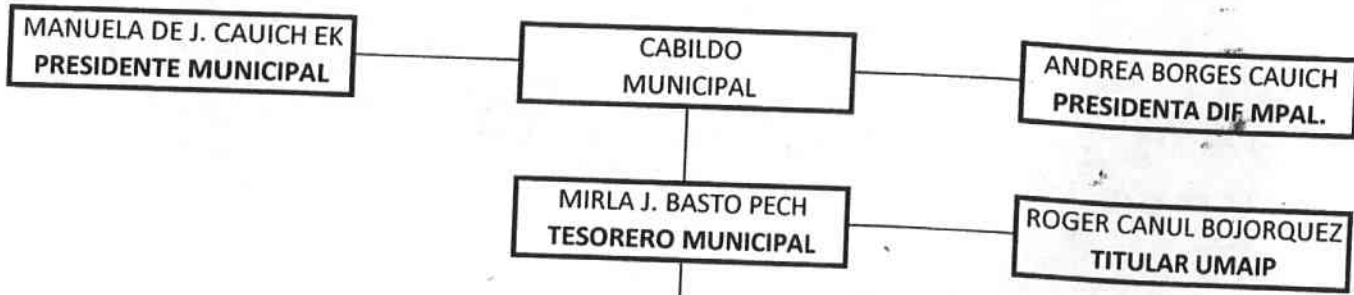 MANUELA DE J. CAUICH EK
PRESIDENTE MUNICIPAL
CABILDO
MUNICIPAL
ANDREA BORGES CAUICH
PRESIDENTA DIF MPAL.
MIRLA J. BASTO PECH
TESORERO MUNICIPAL
ROGER CANUL BOJORQUEZ
TITULAR UMAIP